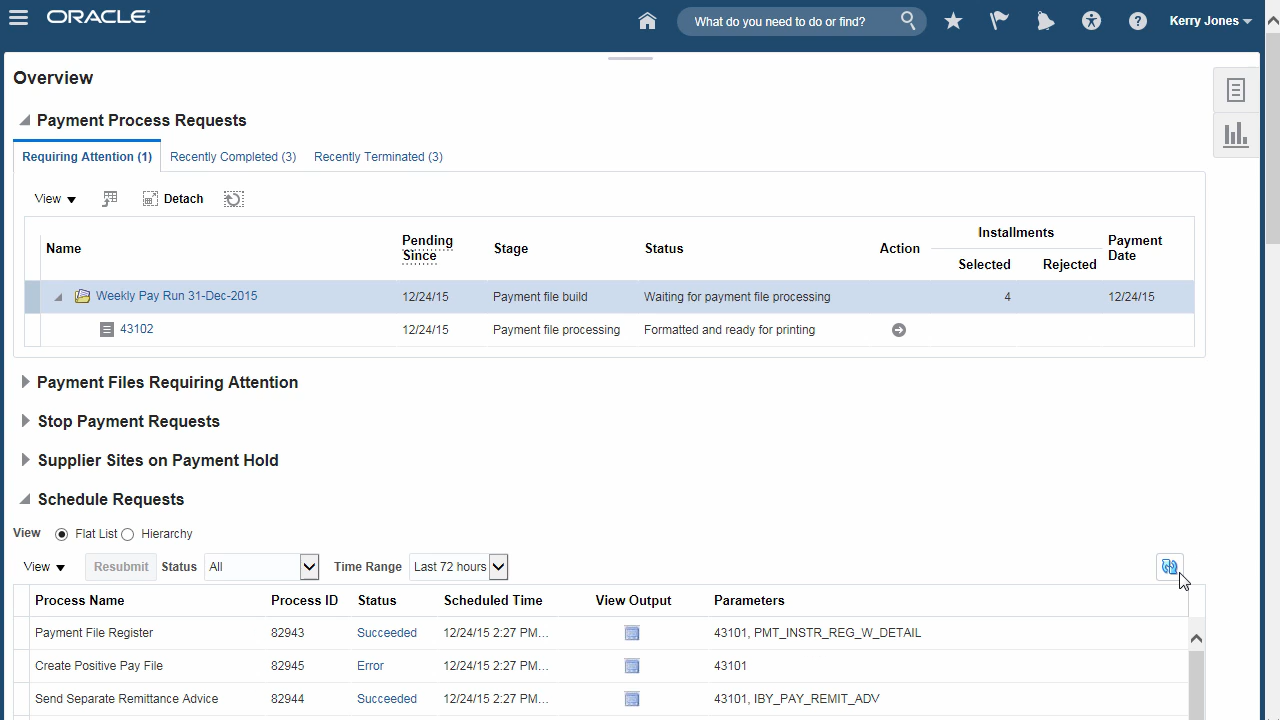 ORACLE
What do you need to do or find?
Kerry Jones
Overview
Payment Process Requests
Requiring Attention (1) Recently Completed (3) Recently Terminated (3)
View Detach
Name Pending Since Stage Status Action Installments Selected Rejected Payment Date
Weekly Pay Run 31-Dec-2015 12/24/15 Payment file build Waiting for payment file processing 4 12/24/15
43102 12/24/15 Payment file processing Formatted and ready for printing
Payment Files Requiring Attention
Stop Payment Requests
Supplier Sites on Payment Hold
Schedule Requests
View Flat List Hierarchy
View Resubmit Status All Time Range Last 72 hours
Process Name Process ID Status Scheduled Time View Output Parameters
Payment File Register 82943 Succeeded 12/24/15 2:27 PM... 43101, PMT_INSTR_REG_W_DETAIL
Create Positive Pay File 82945 Error 12/24/15 2:27 PM... 43101
Send Separate Remittance Advice 82944 Succeeded 12/24/15 2:27 PM... 43101, IBY_PAY_REMIT_ADV